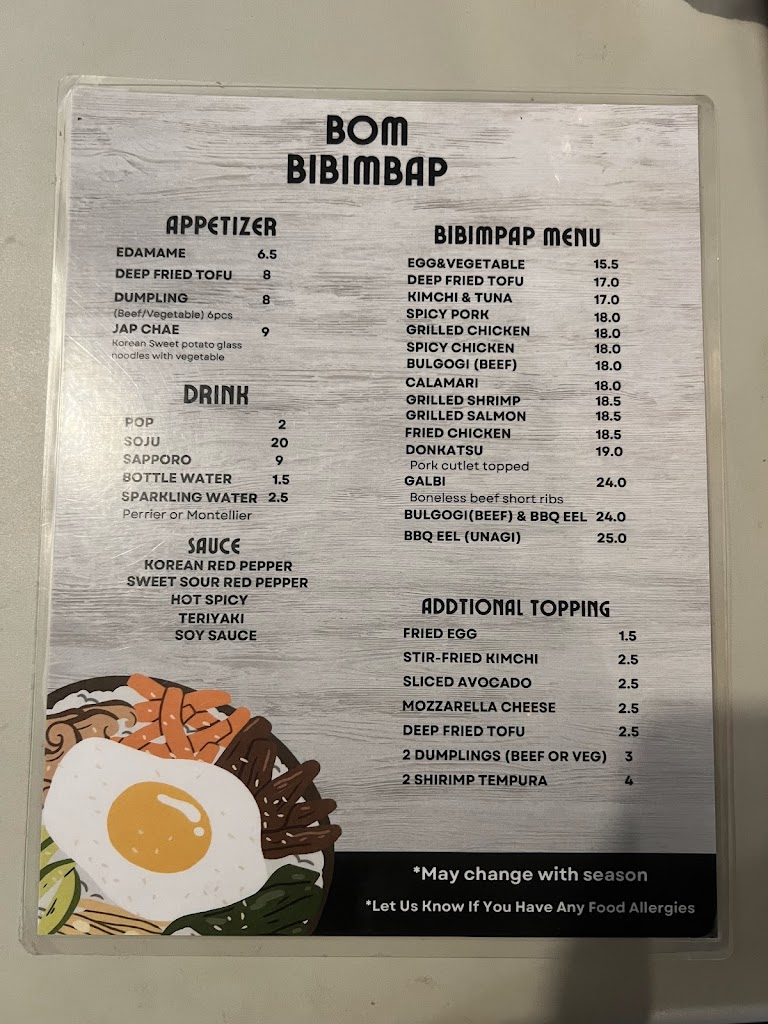 BOM
BIBIMBAP
APPETIZER
EDAMAME 6.5
DEEP FRIED TOFU 8
DUMPLING 8
(Beef/Vegetable) 6pcs
JAP CHAE 9
Korean Sweet potato glass
noodles with vegetable
DRINK
POP 2
SOJU 20
SAPPORO 9
BOTTLE WATER 1.5
SPARKLING WATER 2.5
Perrier or Montellier
SAUCE
KOREAN RED PEPPER
SWEET SOUR RED PEPPER
HOT SPICY
TERIYAKI
SOY SAUCE
BIBIMPAP MENU
EGG&VEGETABLE 15.5
DEEP FRIED TOFU 17.0
KIMCHI & TUNA 17.0
SPICY PORK 18.0
GRILLED CHICKEN 18.0
SPICY CHICKEN 18.0
BULGOGI (BEEF) 18.0
CALAMARI 18.0
GRILLED SHRIMP 18.5
GRILLED SALMON 18.5
FRIED CHICKEN 18.5
DONKATSU 19.0
Pork cutlet topped
GALBI 24.0
Boneless beef short ribs
BULGOGI(BEEF) & BBQ EEL 24.0
BBQ EEL (UNAGI) 25.0
ADDTIONAL TOPPING
FRIED EGG 1.5
STIR-FRIED KIMCHI 2.5
SLICED AVOCADO 2.5
MOZZARELLA CHEESE 2.5
DEEP FRIED TOFU 2.5
2 DUMPLINGS (BEEF OR VEG) 3
2 SHIRIMP TEMPURA 4
*May change with season
*Let Us Know If You Have Any Food Allergies